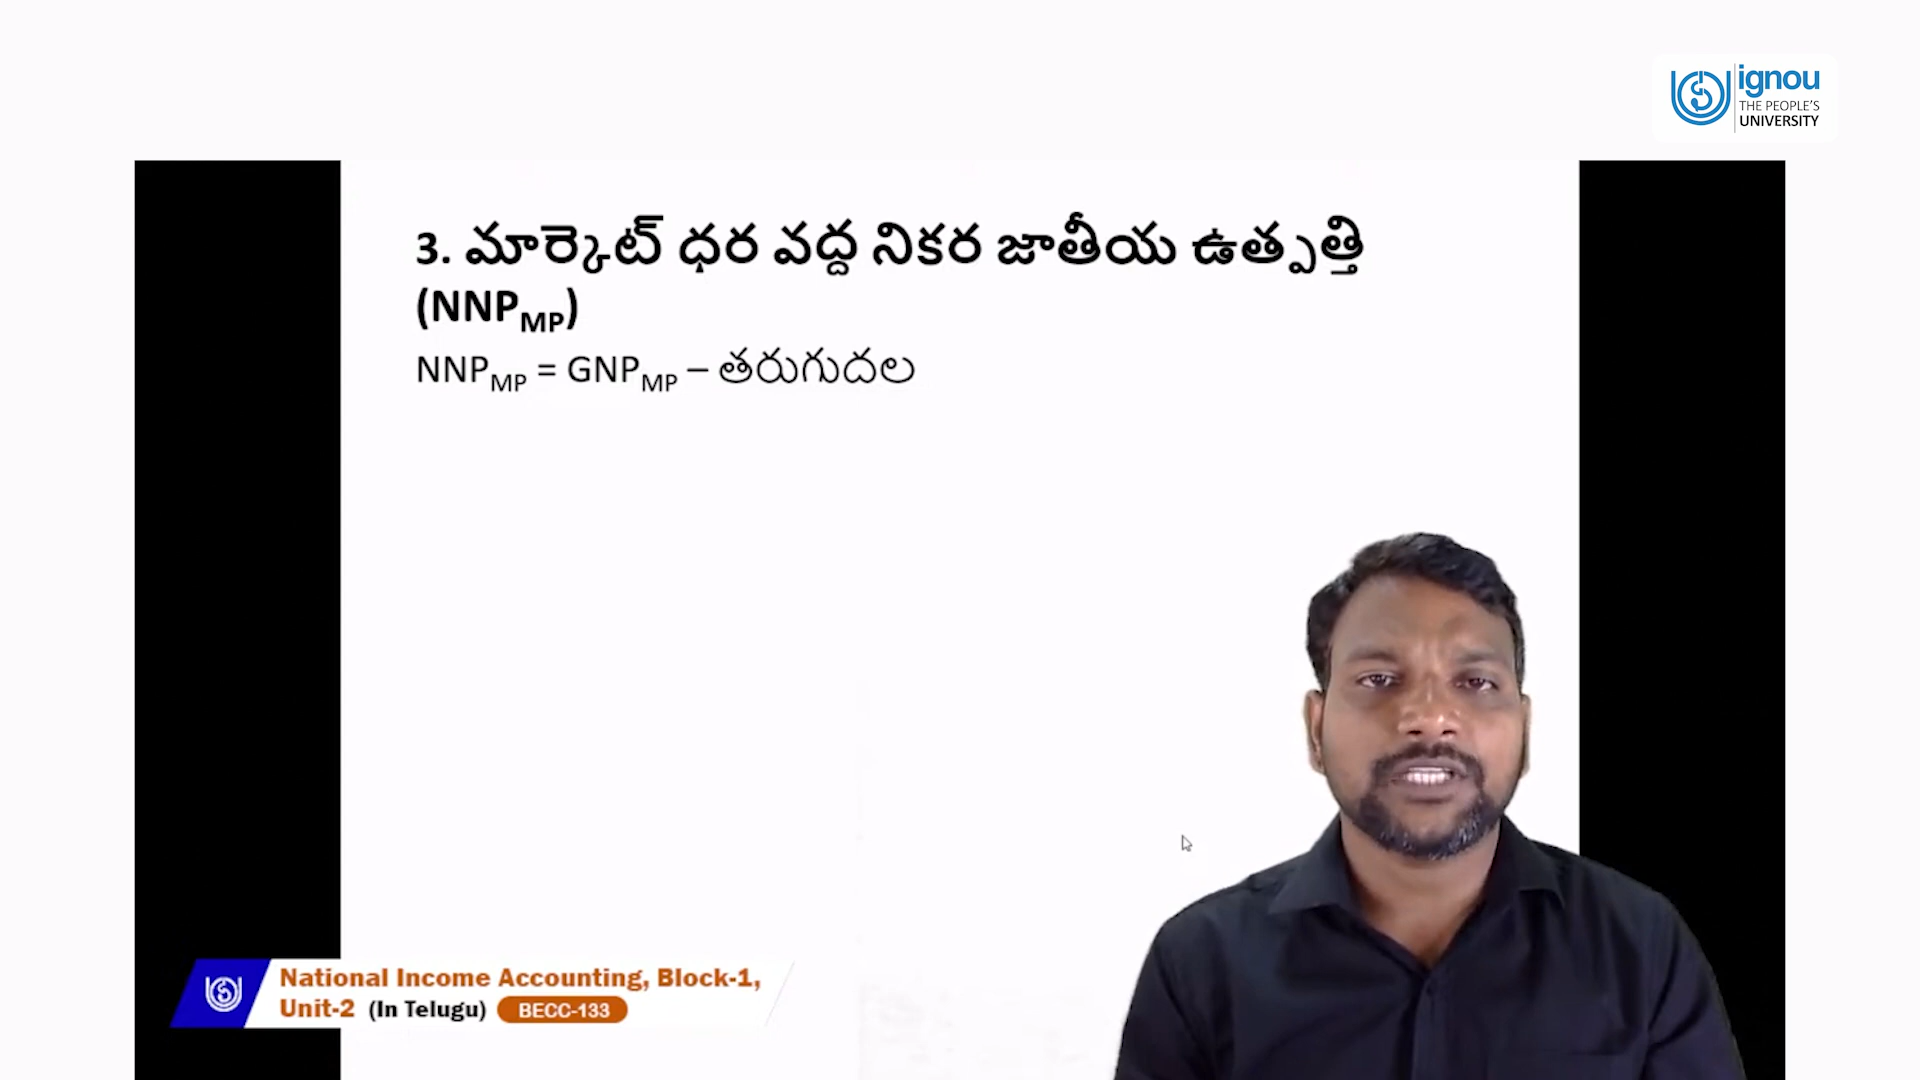 ignou
THE PEOPLE'S
UNIVERSITY
3. మార్కెట్ ధర వద్ద నికర జాతీయ ఉత్పత్తి
(NNPMP)
NNPMP = GNPMP – తరుగుదల
National Income Accounting, Block-1,
Unit-2 (In Telugu) BECC-133